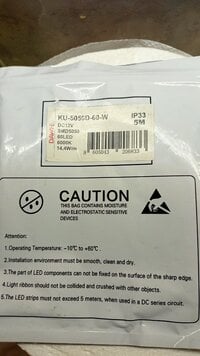 KU-5050D-60-W
IP33
DC12V
5M
SMD5050
60LED
6000K
14.4W/m
CAUTION
THIS BAG CONTAINS MOISTURE
AND ELECTROSTATIC SENSITIVE
DEVICES
Attention:
1.Operating Temperature: -10°C to +60°C .
2.Installation environment must be smooth, clean and dry.
3.The part of LED components can not be fixed on the surface of the sharp edge.
4.Light ribbon should not be collided and crushed with other objects.
5.The LED strips must not exceed 5 meters, when used in a DC series circuit.